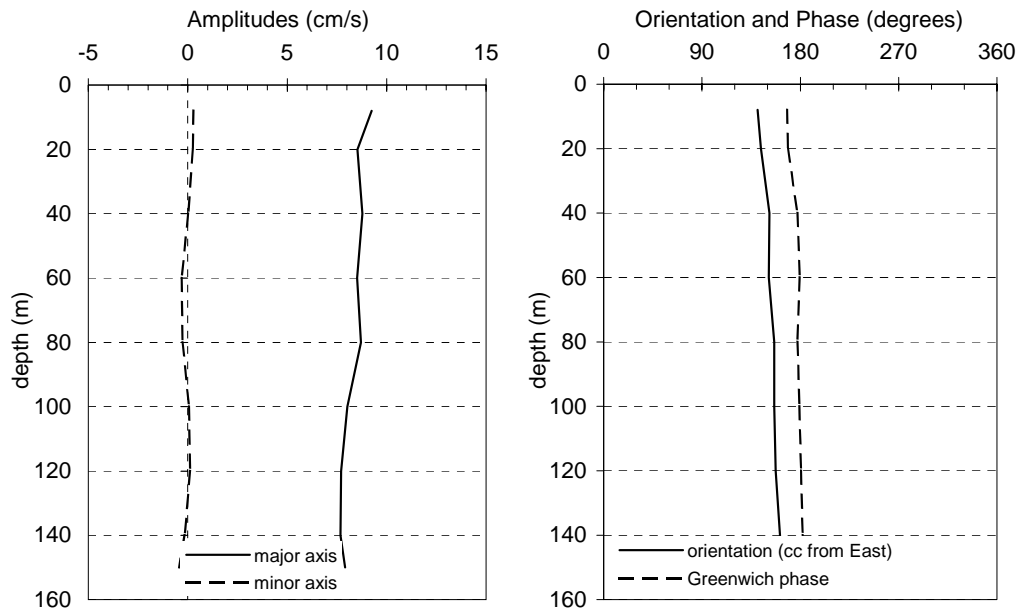 Amplitudes (cm/s)
-5 0 5 10 15
0
20
40
60
80
100
120
140
160
depth (m)
major axis
minor axis
Orientation and Phase (degrees)
0 90 180 270 360
0
20
40
60
80
100
120
140
160
depth (m)
orientation (cc from East)
Greenwich phase